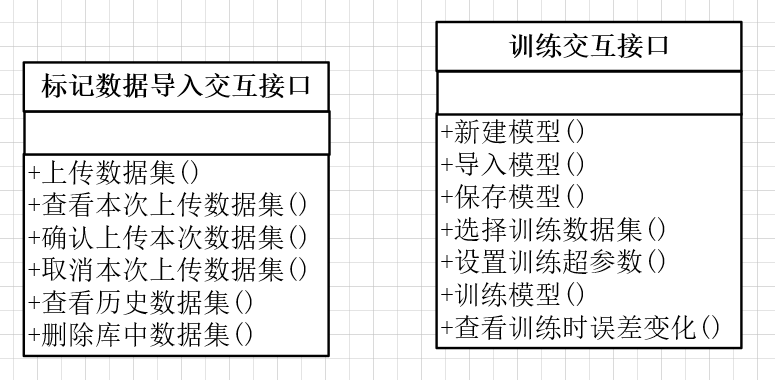 标记数据导入交互接口
+上传数据集()
+查看本次上传数据集()
+确认上传本次数据集()
+取消本次上传数据集()
+查看历史数据集()
+删除库中数据集()
训练交互接口
+新建模型()
+导入模型()
+保存模型()
+选择训练数据集()
+设置训练超参数()
+训练模型()
+查看训练时误差变化()